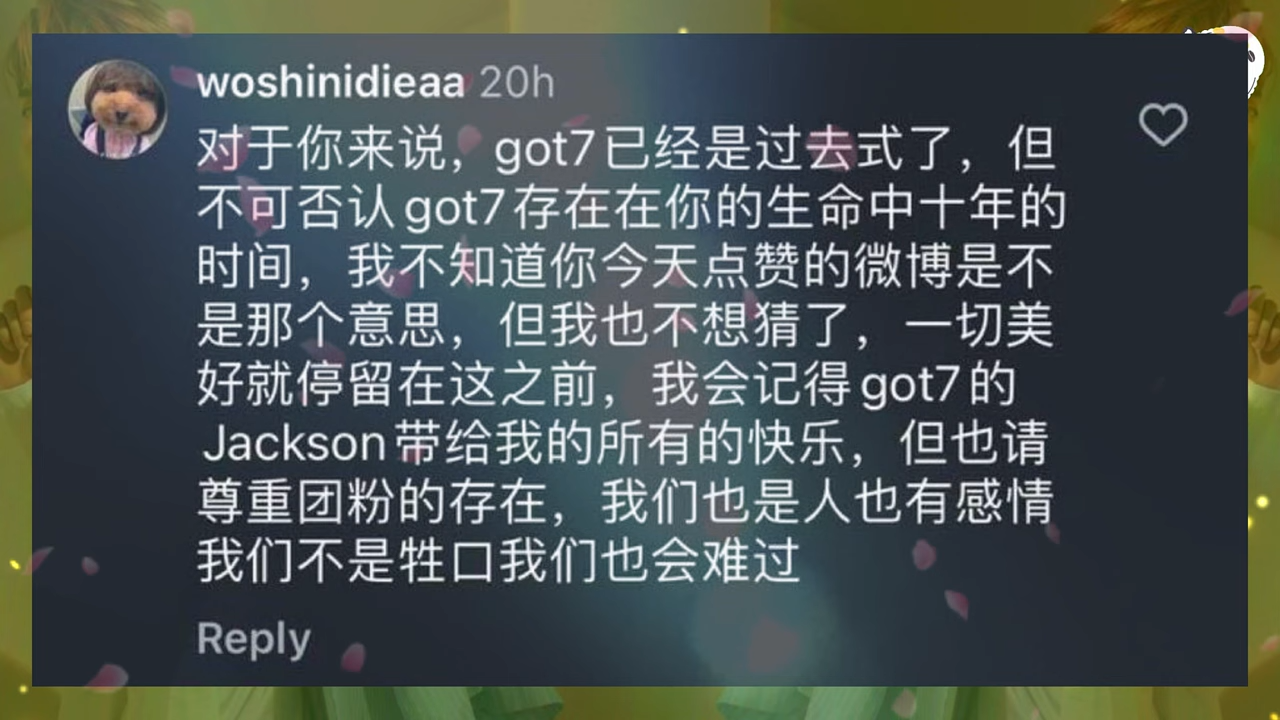 woshinidieaa 20h
对于你来说，got7已经是过去式了，但
不可否认got7存在在你的生命中十年的
时间，我不知道你今天点赞的微博是不
是那个意思，但我也不想猜了，一切美
好就停留在这之前，我会记得got7的
Jackson带给我的所有的快乐，但也请
尊重团粉的存在，我们也是人也有感情
我们不是牲口我们也会难过
Reply